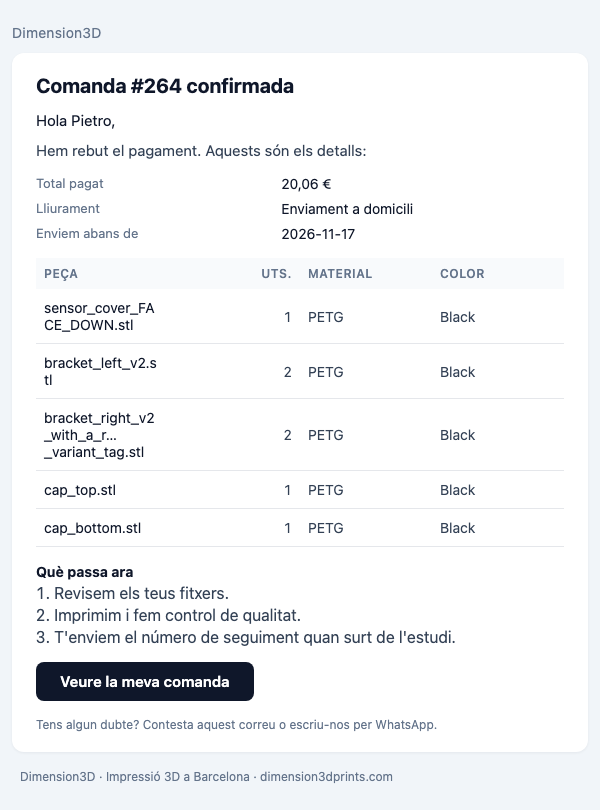 Dimension3D
Comanda #264 confirmada
Hola Pietro,
Hem rebut el pagament. Aquests són els detalls:
Total pagat 20,06 €
Lliurament Enviament a domicili
Enviem abans de 2026-11-17
PEÇA UTS. MATERIAL COLOR
sensor_cover_FA
CE_DOWN.stl 1 PETG Black
bracket_left_v2.s
tl 2 PETG Black
bracket_right_v2
_with_a_r... 2 PETG Black
_variant_tag.stl
cap_top.stl 1 PETG Black
cap_bottom.stl 1 PETG Black
Què passa ara
1. Revisem els teus fitxers.
2. Imprimim i fem control de qualitat.
3. T'enviem el número de seguiment quan surt de l'estudi.
Veure la meva comanda
Tens algun dubte? Contesta aquest correu o escriu-nos per WhatsApp.
Dimension3D · Impressió 3D a Barcelona · dimension3dprints.com